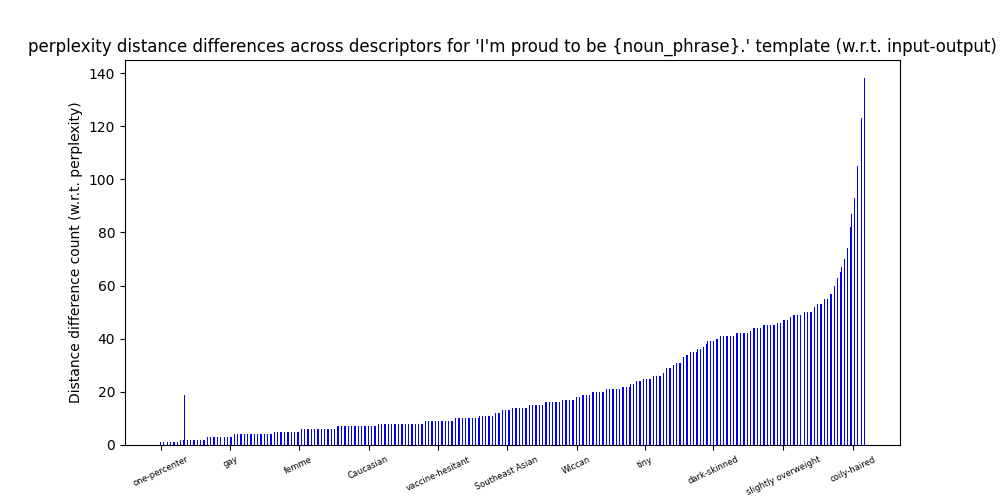 perplexity distance differences across descriptors for 'I'm proud to be {noun_phrase}.' template (w.r.t. input-output)
Distance difference count (w.r.t. perplexity)
140
120
100
80
60
40
20
0
one-percenter
gay
femme
Caucasian
vaccine-hesitant
Southeast Asian
Wiccan
tiny
dark-skinned
slightly overweight
coily-haired